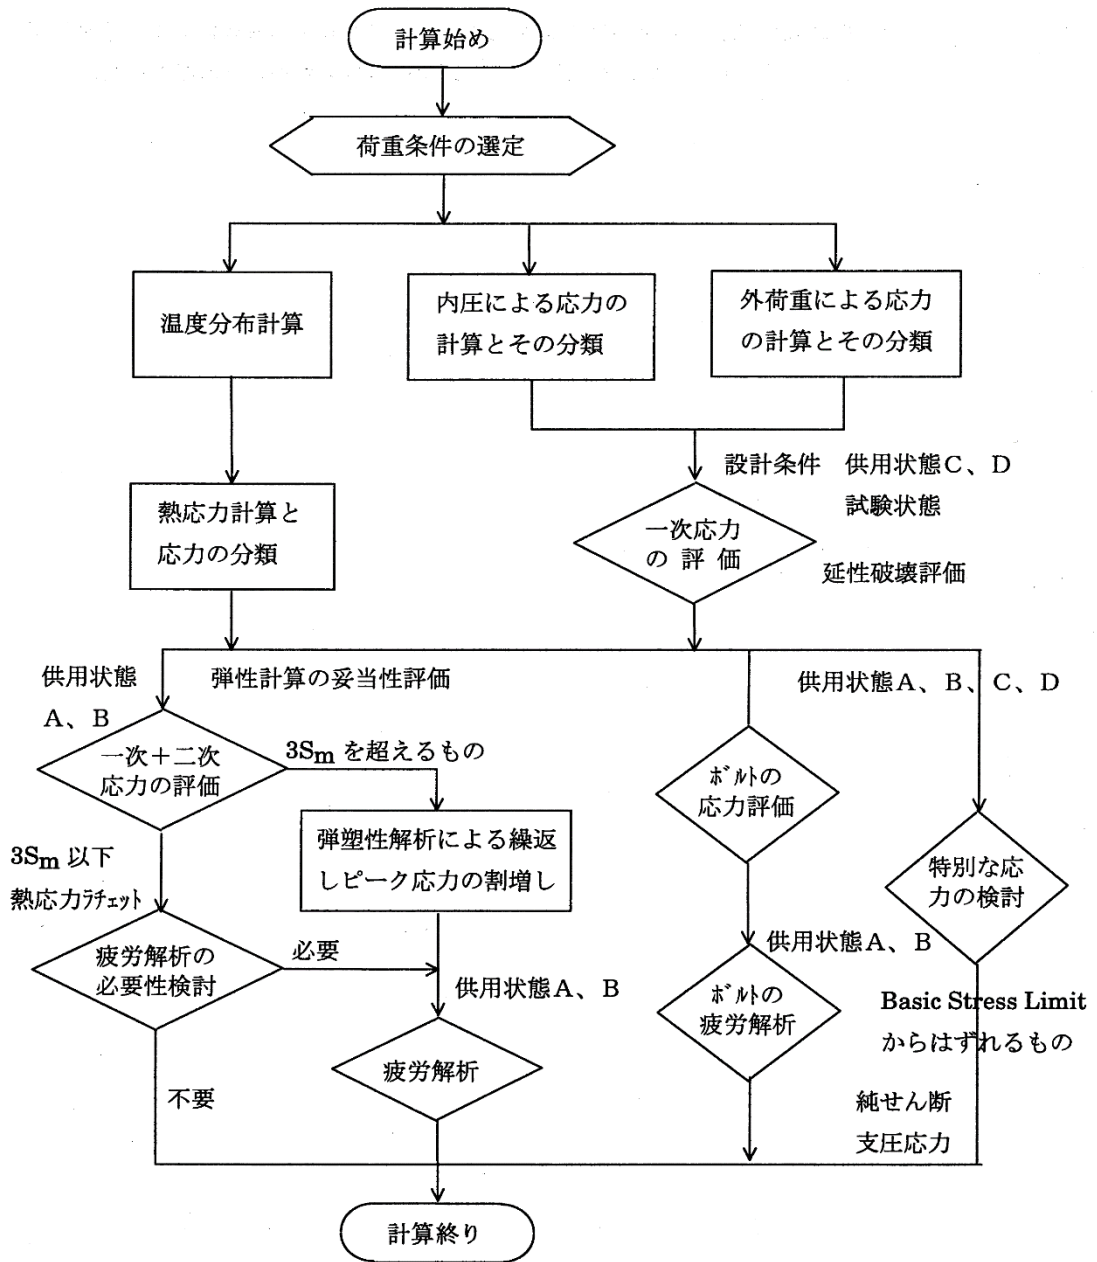 計算始め
荷重条件の選定
温度分布計算
内圧による応力の
計算とその分類
外荷重による応力
の計算とその分類
設計条件 供用状態C、D
試験状態
熱応力計算と
応力の分類
一次応力
の 評 価
延性破壊評価
供用状態
A、B
弾性計算の妥当性評価
供用状態A、B、C、D
一次+二次
応力の評価
3Smを超えるもの
ボルトの
応力評価
弾塑性解析による繰返
しピーク応力の割増し
3Sm以下
熱応力ラチェット
特別な応
力の検討
疲労解析の
必要性検討
必要
供用状態A、B
供用状態A、B
ボルトの
疲労解析
Basic Stress Limit
からはずれるもの
疲労解析
不要
純せん断
支圧応力
計算終り